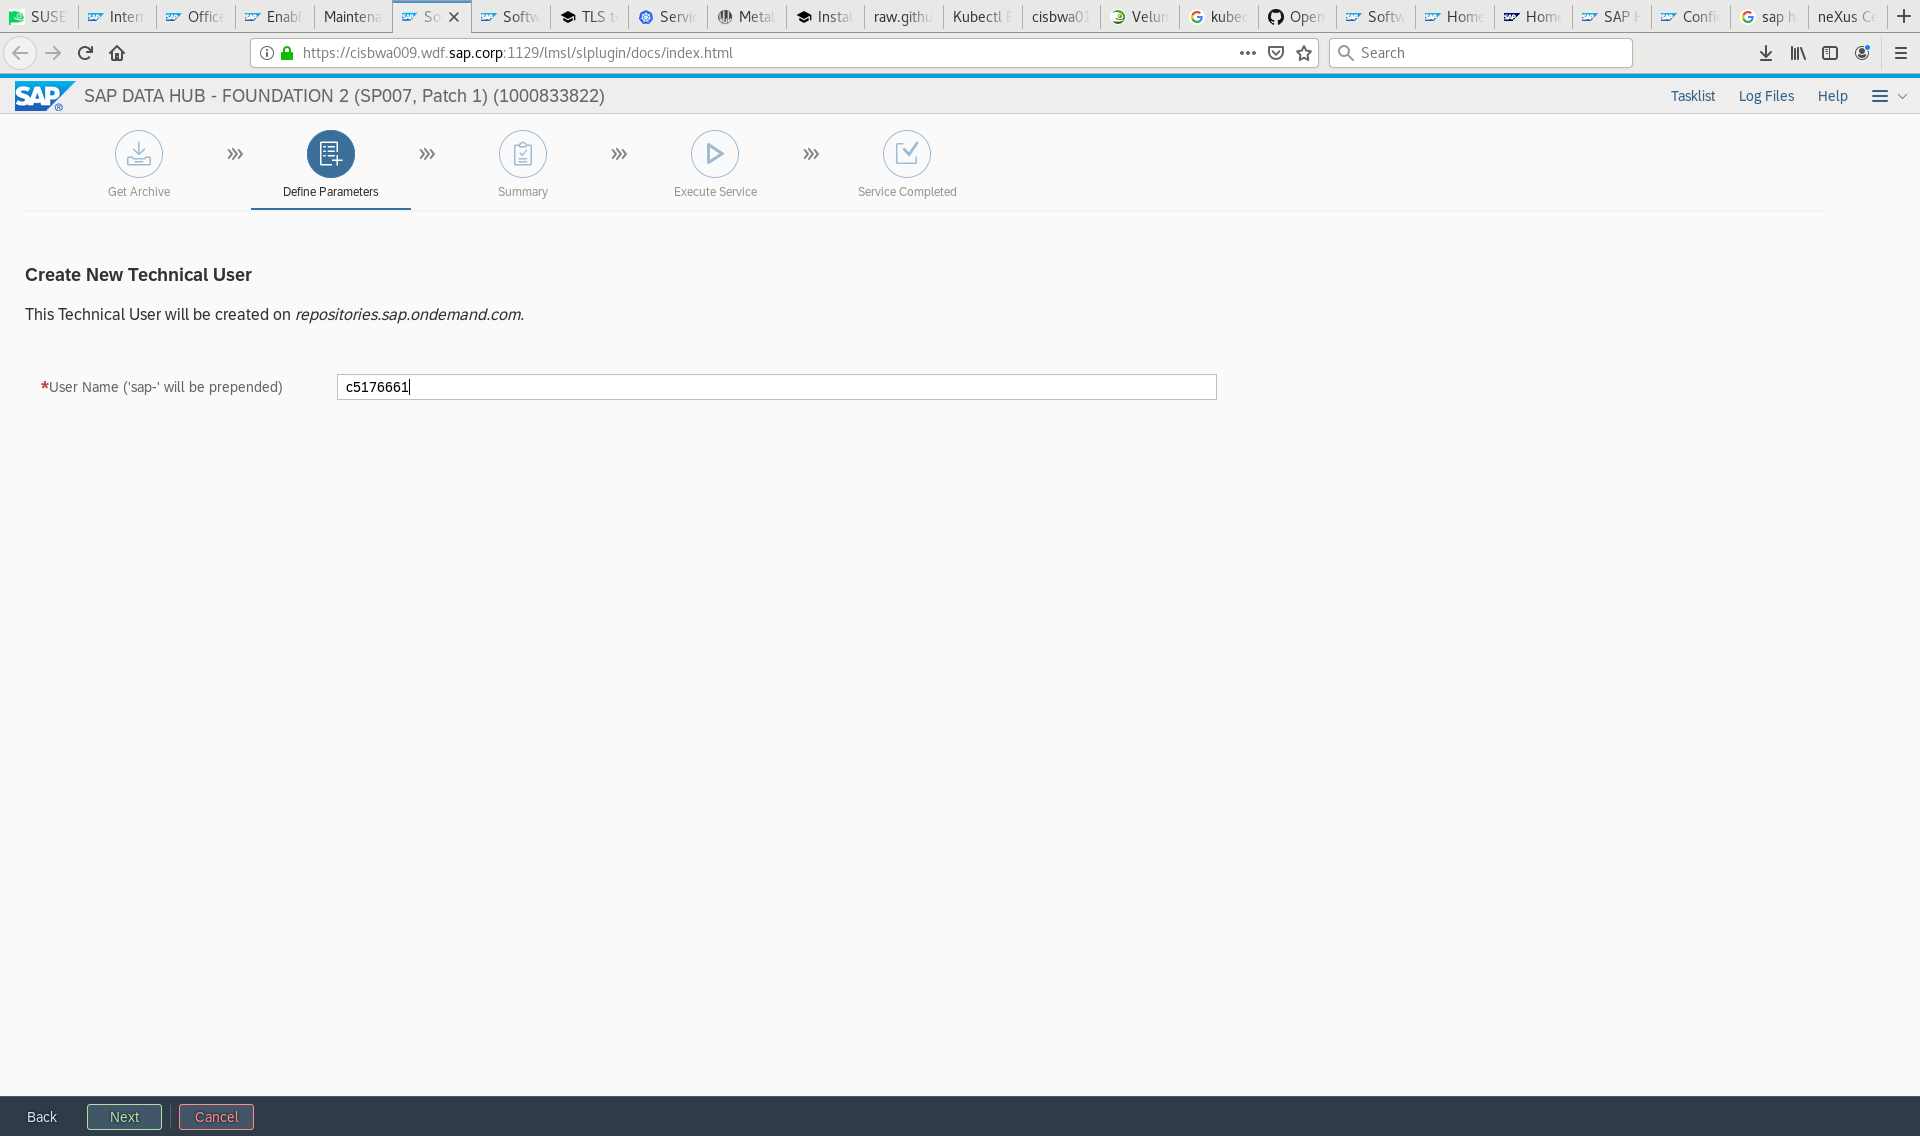 SUSE Intern Office Enabl Maintena So Softw TLS t Servic Metal Instal raw.githu Kubectl cisbwa01 Velum kubec Open Softw Home Home SAP H Confi sap h neXus Ce
https://cisbwa009.wdf.sap.corp:1129/lmsl/slplugin/docs/index.html Search
SAP SAP DATA HUB - FOUNDATION 2 (SP007, Patch 1) (1000833822) Tasklist Log Files Help
Get Archive Define Parameters Summary Execute Service Service Completed
Create New Technical User
This Technical User will be created on repositories.sap.ondemand.com.
*User Name ('sap-' will be prepended) c5176661
Back Next Cancel